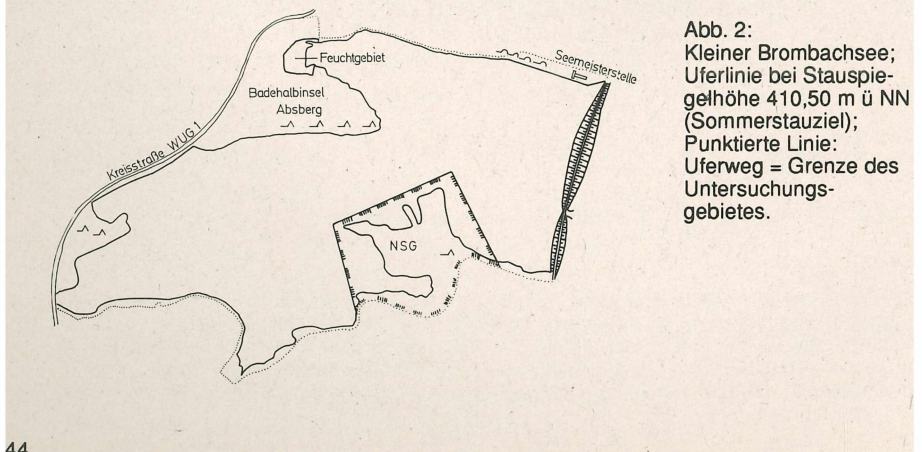 Abb. 2:
Kleiner Brombachsee;
Uferlinie bei Stauspie-
gelhöhe 410,50 m ü NN
(Sommerstauziel);
Punktierte Linie:
Uferweg = Grenze des
Untersuchungs-
gebietes.
Feuchtgebiet
Seemeisterstelle
Badehalbinsel
Absberg
Kreisstraße WUG 1
NSG
44